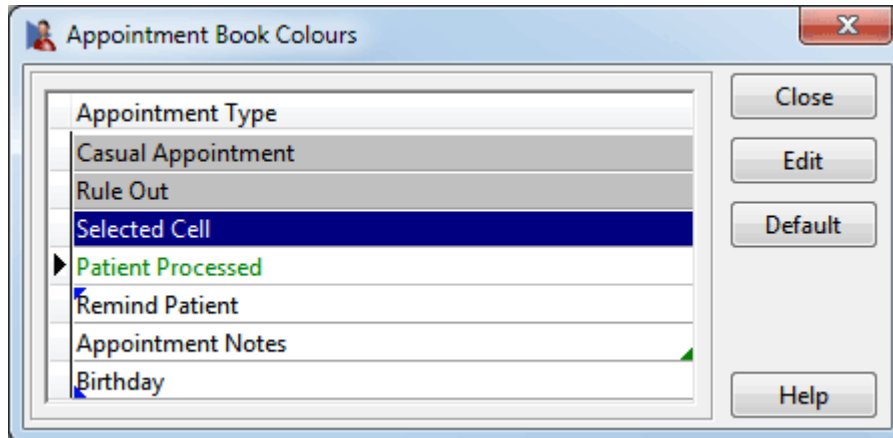 Appointment Book Colours
Appointment Type
Casual Appointment
Rule Out
Selected Cell
Patient Processed
Remind Patient
Appointment Notes
Birthday
Close
Edit
Default
Help